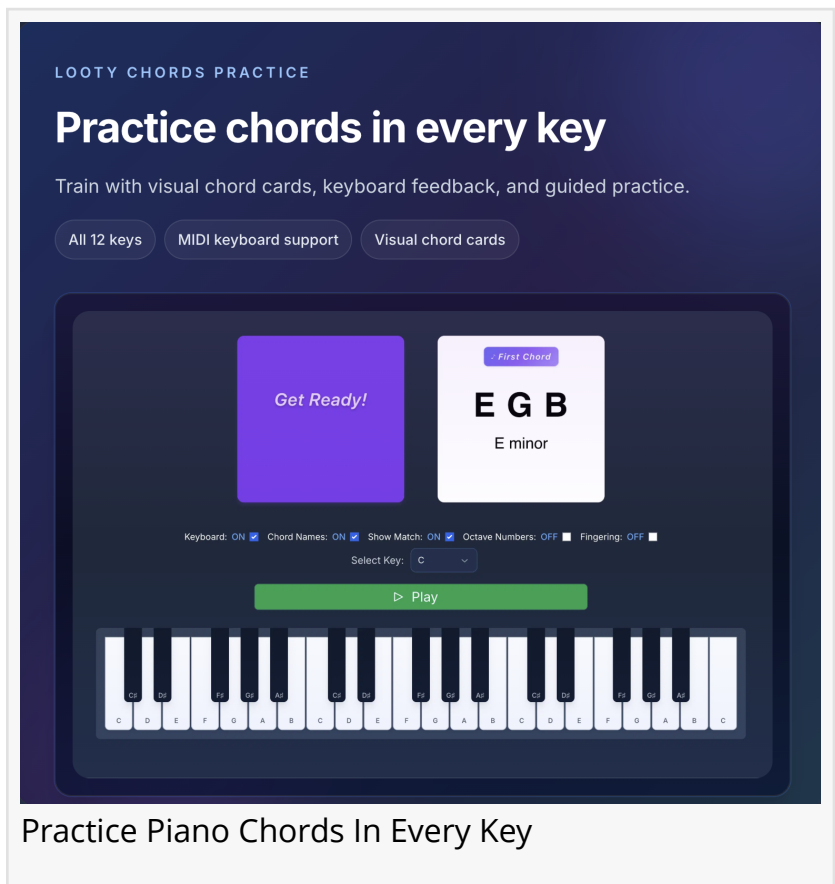 LOOTY CHORDS PRACTICE
Practice chords in every key
Train with visual chord cards, keyboard feedback, and guided practice.
All 12 keys MIDI keyboard support Visual chord cards
Get Ready!
♪ First Chord
E G B
E minor
Keyboard: ON Chord Names: ON Show Match: ON Octave Numbers: OFF Fingering: OFF
Select Key: C
Play
C♯ D♯ F♯ G♯ A♯ C♯ D♯ F♯ G♯ A♯ C♯ D♯ F♯ G♯ A♯
C D E F G A B C D E F G A B C D E F G A B C
Practice Piano Chords In Every Key